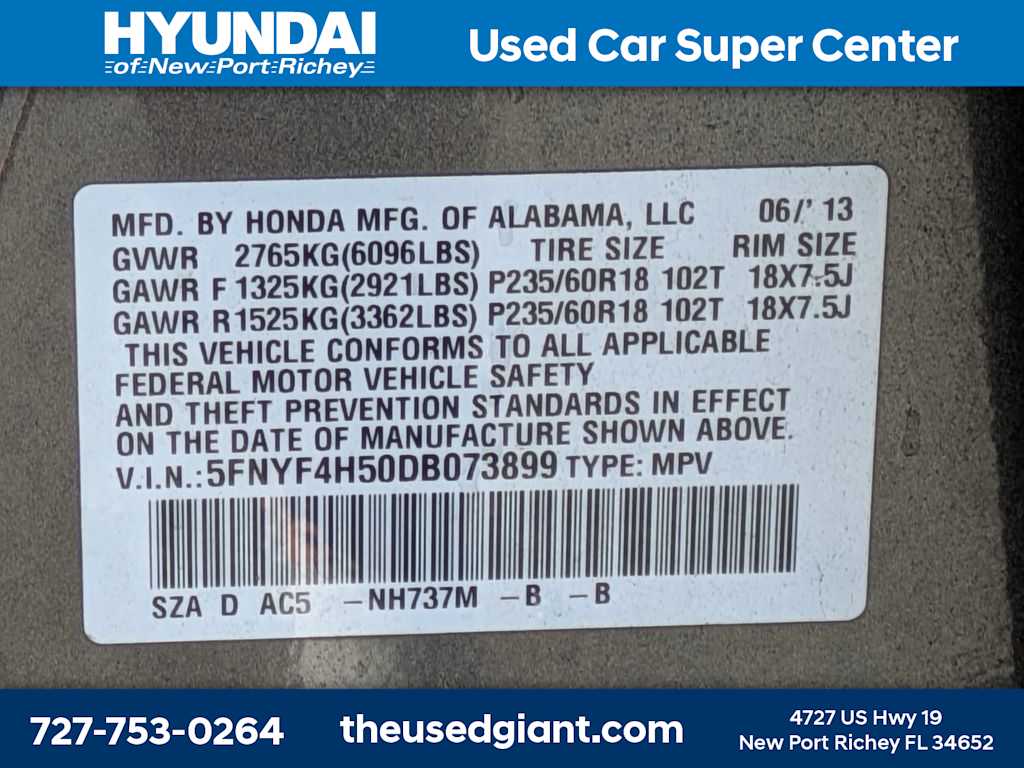 HYUNDAI
of New Port Richey
Used Car Super Center
MFD. BY HONDA MFG. OF ALABAMA, LLC 06/'13
GVWR 2765KG(6096LBS) TIRE SIZE RIM SIZE
GAWR F 1325KG(2921LBS) P235/60R18 102T 18X7.5J
GAWR R1525KG(3362LBS) P235/60R18 102T 18X7.5J
THIS VEHICLE CONFORMS TO ALL APPLICABLE
FEDERAL MOTOR VEHICLE SAFETY
AND THEFT PREVENTION STANDARDS IN EFFECT
ON THE DATE OF MANUFACTURE SHOWN ABOVE.
V.I.N.: 5FNYF4H50DB073899 TYPE: MPV
SZA D AC5 -NH737M -B -B
727-753-0264
theusedgiant.com
4727 US Hwy 19
New Port Richey FL 34652